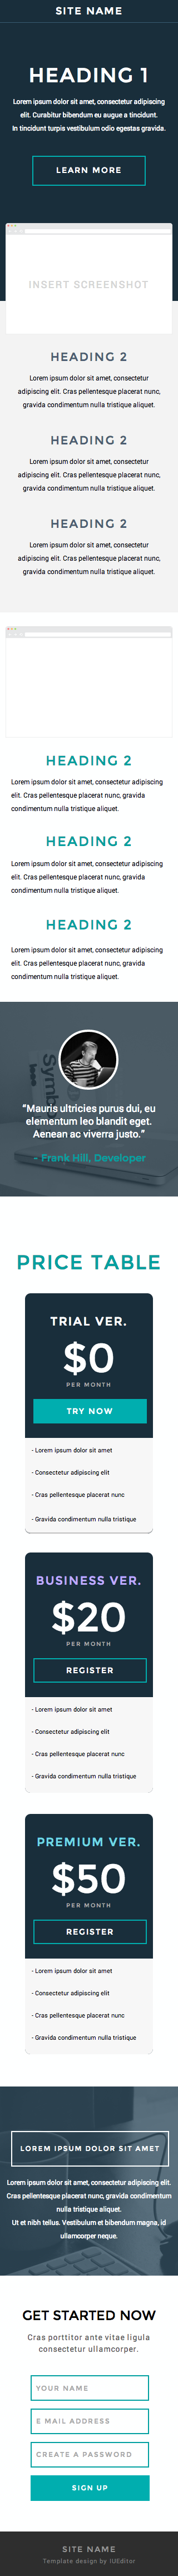 SITE NAME
HEADING 1
Lorem ipsum dolor sit amet, consectetur adipiscing
elit. Curabitur bibendum eu augue a tincidunt.
In tincidunt turpis vestibulum odio egestas gravida.
LEARN MORE
INSERT SCREENSHOT
HEADING 2
Lorem ipsum dolor sit amet, consectetur
adipiscing elit. Cras pellentesque placerat nunc,
gravida condimentum nulla tristique aliquet.
HEADING 2
Lorem ipsum dolor sit amet, consectetur
adipiscing elit. Cras pellentesque placerat nunc,
gravida condimentum nulla tristique aliquet.
HEADING 2
Lorem ipsum dolor sit amet, consectetur
adipiscing elit. Cras pellentesque placerat nunc,
gravida condimentum nulla tristique aliquet.
HEADING 2
Lorem ipsum dolor sit amet, consectetur adipiscing
elit. Cras pellentesque placerat nunc, gravida
condimentum nulla tristique aliquet.
HEADING 2
Lorem ipsum dolor sit amet, consectetur adipiscing
elit. Cras pellentesque placerat nunc, gravida
condimentum nulla tristique aliquet.
HEADING 2
Lorem ipsum dolor sit amet, consectetur adipiscing
elit. Cras pellentesque placerat nunc, gravida
condimentum nulla tristique aliquet.
“Mauris ultricies purus dui, eu
elementum leo blandit eget.
Aenean ac viverra justo.”
- Frank Hill, Developer
PRICE TABLE
TRIAL VER.
$0
PER MONTH
TRY NOW
- Lorem ipsum dolor sit amet
- Consectetur adipiscing elit
- Cras pellentesque placerat nunc
- Gravida condimentum nulla tristique
BUSINESS VER.
$20
PER MONTH
REGISTER
- Lorem ipsum dolor sit amet
- Consectetur adipiscing elit
- Cras pellentesque placerat nunc
- Gravida condimentum nulla tristique
PREMIUM VER.
$50
PER MONTH
REGISTER
- Lorem ipsum dolor sit amet
- Consectetur adipiscing elit
- Cras pellentesque placerat nunc
- Gravida condimentum nulla tristique
LOREM IPSUM DOLOR SIT AMET
Lorem ipsum dolor sit amet, consectetur adipiscing elit.
Cras pellentesque placerat nunc, gravida condimentum
nulla tristique aliquet.
Ut et nibh tellus. Vestibulum et bibendum magna, id
ullamcorper neque.
GET STARTED NOW
Cras porttitor ante vitae ligula
consectetur ullamcorper.
YOUR NAME
E MAIL ADDRESS
CREATE A PASSWORD
SIGN UP
SITE NAME
Template design by IUEditor